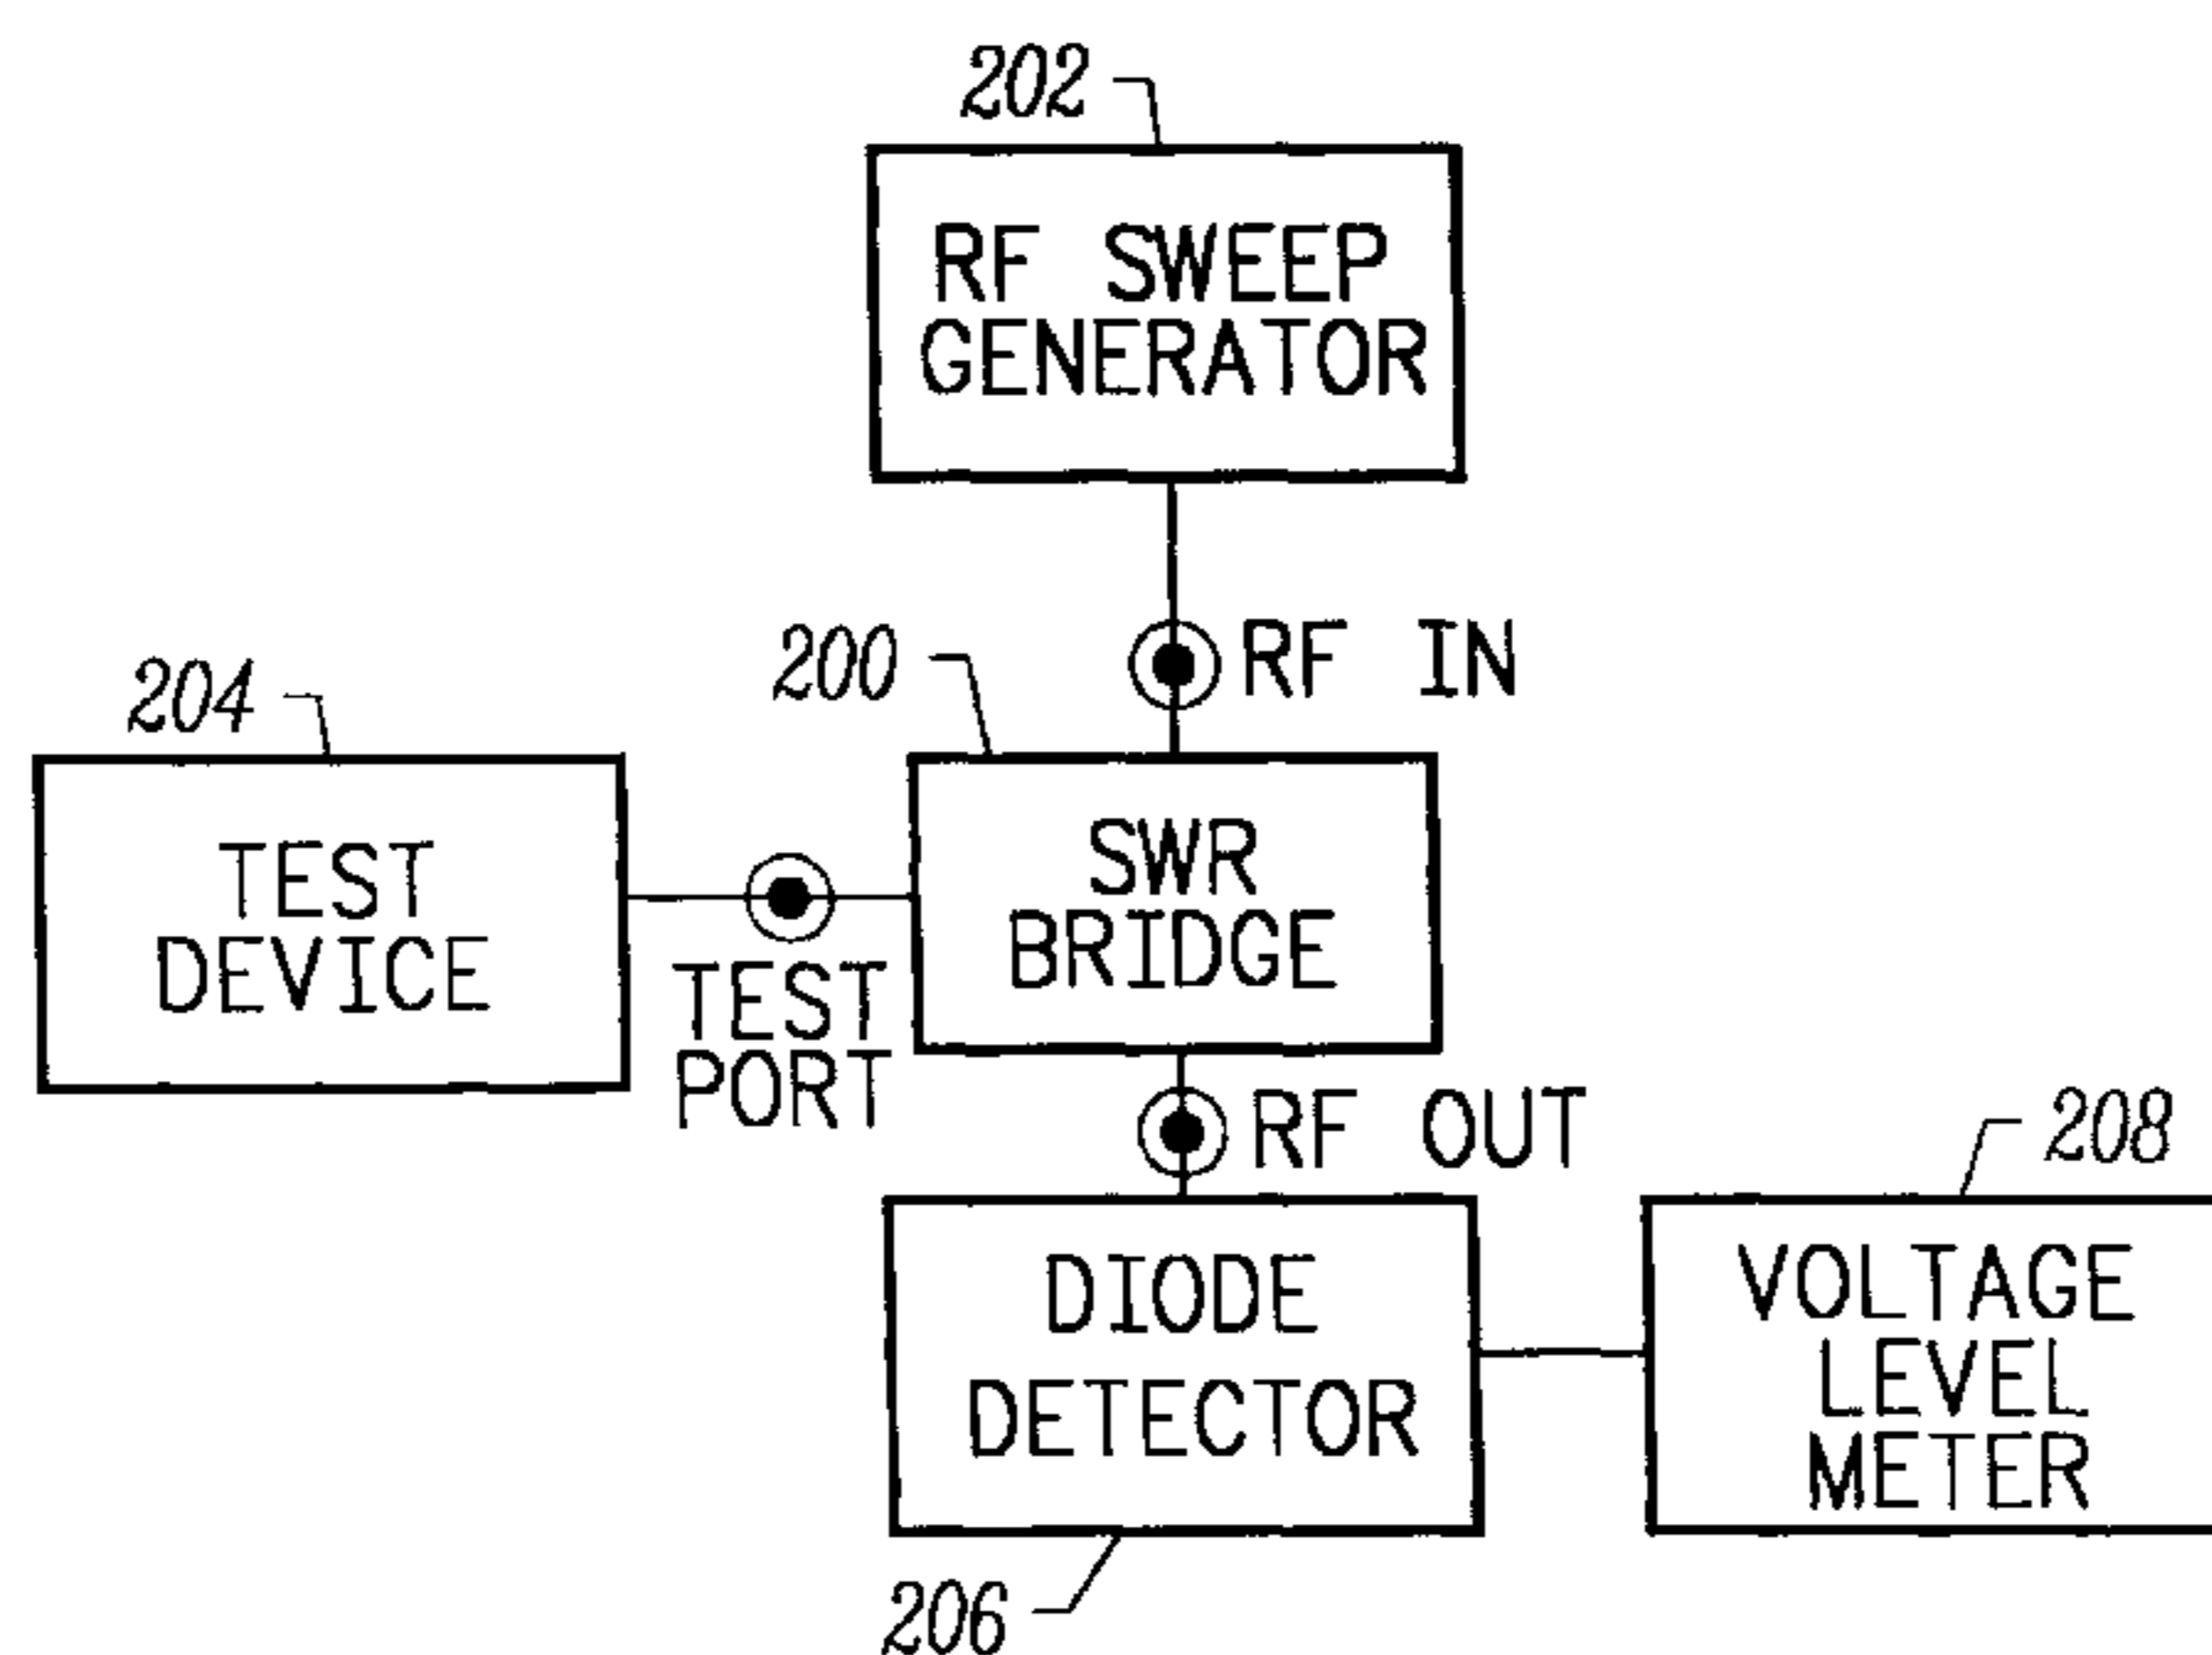 202
RF SWEEP
GENERATOR
200
RF IN
204
TEST
DEVICE
TEST
PORT
SWR
BRIDGE
RF OUT
208
DIODE
DETECTOR
VOLTAGE
LEVEL
METER
206